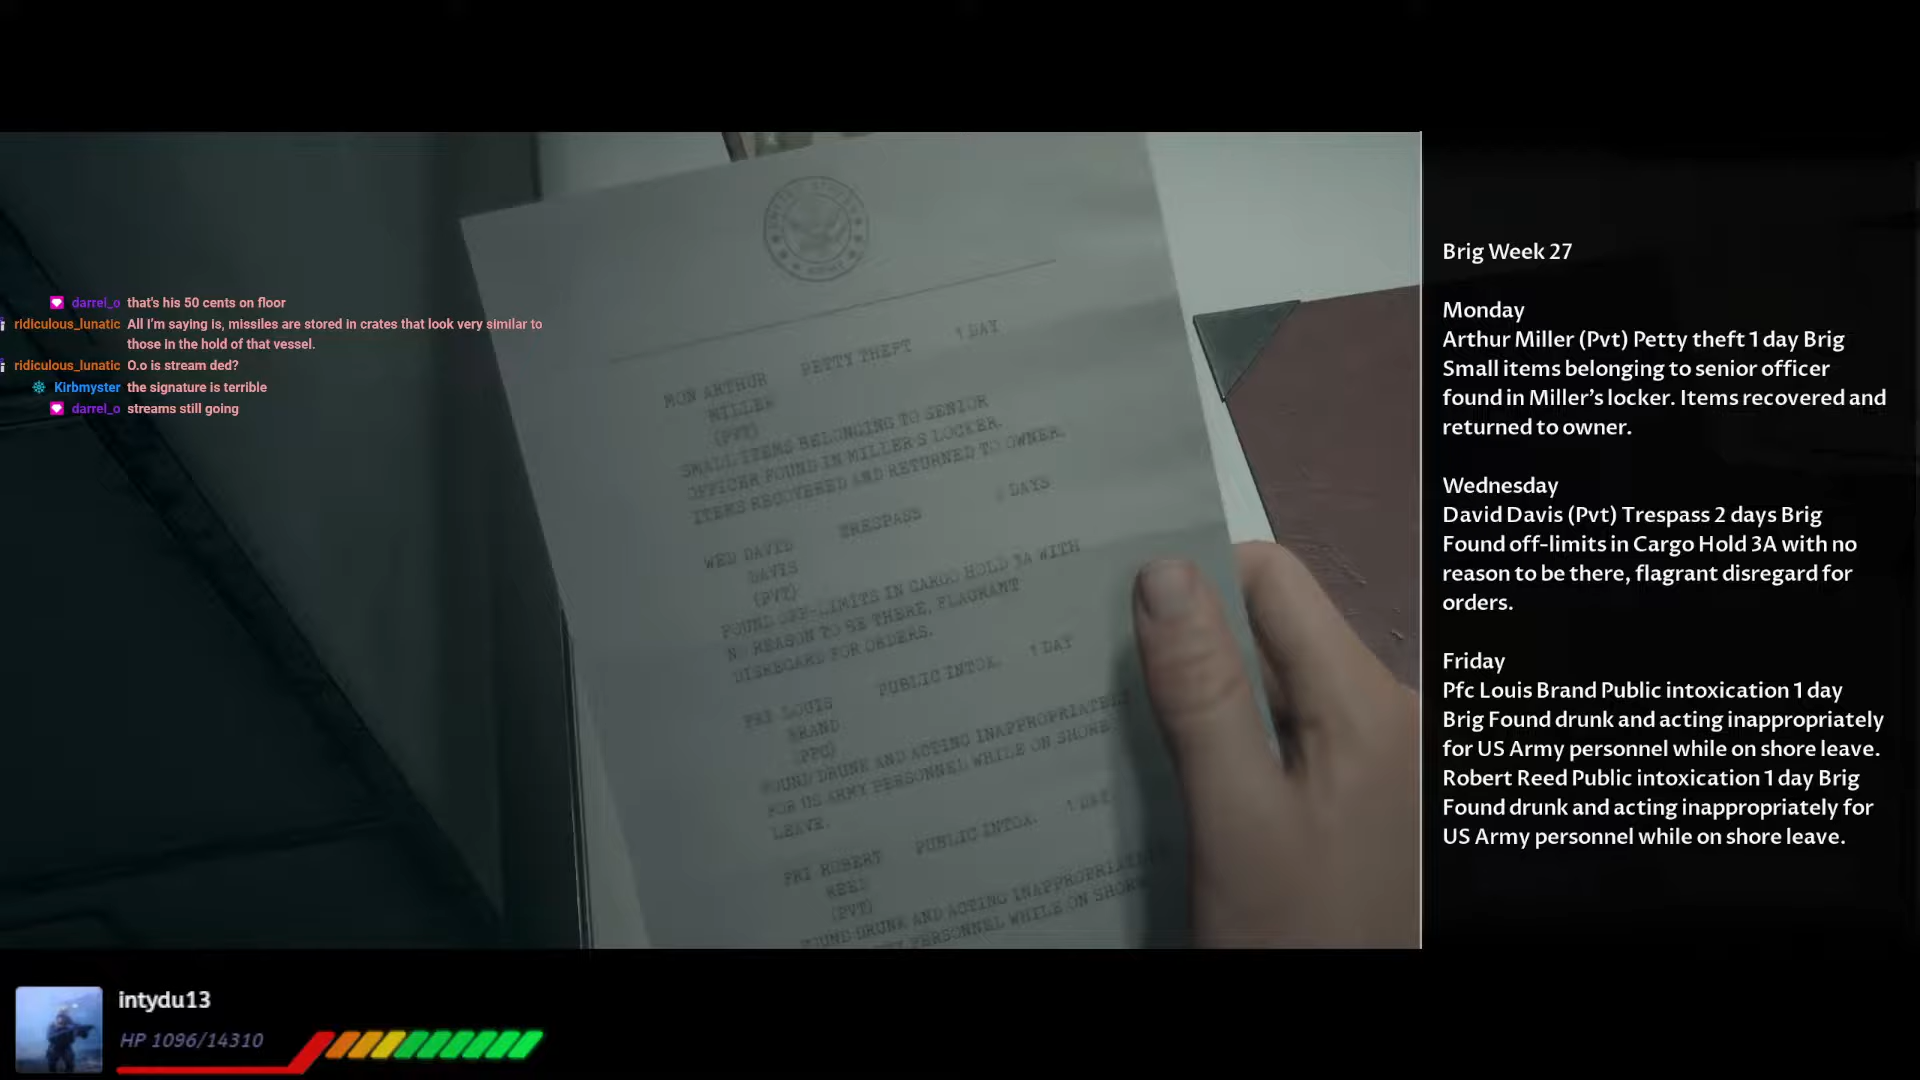 darrel_o that's his 50 cents on floor
ridiculous_lunatic All I'm saying is, missiles are stored in crates that look very similar to
those in the hold of that vessel.
ridiculous_lunatic O.o is stream ded?
Kirbmyster the signature is terrible
darrel_o streams still going
MON ARTHUR PETTY THEFT 1 DAY
MILLER
(PVT)
SMALL ITEMS BELONGING TO SENIOR
OFFICER FOUND IN MILLER'S LOCKER.
ITEMS RECOVERED AND RETURNED TO OWNER.
WED DAVID TRESPASS DAYS
DAVIS
(PVT)
FOUND OFF-LIMITS IN CARGO HOLD 3A WITH
REASON TO BE THERE, FLAGRANT
DISREGARD FOR ORDERS.
FRI LOUIS PUBLIC INTOX. 1 DAY
BRAND
PFC)
FOUND DRUNK AND ACTING INAPPROPRIATELY
FOR US ARMY PERSONNEL WHILE ON SHORE
LEAVE.
FRI ROBERT PUBLIC INTOX. 1 DAY
REED
(PVT)
FOUND DRUNK AND ACTING INAPPROPRIATELY
PERSONNEL WHILE ON SHORE
Brig Week 27
Monday
Arthur Miller (Pvt) Petty theft 1 day Brig
Small items belonging to senior officer
found in Miller's locker. Items recovered and
returned to owner.
Wednesday
David Davis (Pvt) Trespass 2 days Brig
Found off-limits in Cargo Hold 3A with no
reason to be there, flagrant disregard for
orders.
Friday
Pfc Louis Brand Public intoxication 1 day
Brig Found drunk and acting inappropriately
for US Army personnel while on shore leave.
Robert Reed Public intoxication 1 day Brig
Found drunk and acting inappropriately for
US Army personnel while on shore leave.
intydu13
HP 1096/14310